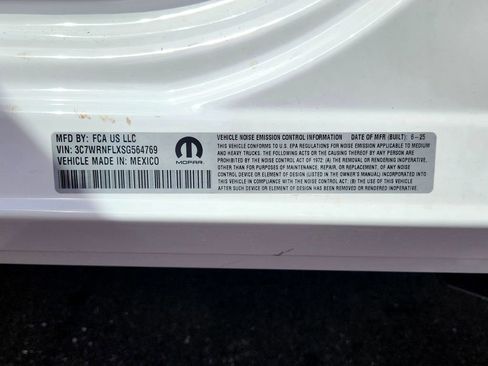 MFD BY: FCA US LLC
VIN: 3C7WRNFLXSG564769
VEHICLE MADE IN: MEXICO
MOPAR
VEHICLE NOISE EMISSION CONTROL INFORMATION DATE OF MFR (BUILT): 6-25
THIS VEHICLE CONFORMS TO U.S. EPA REGULATIONS FOR NOISE EMISSION APPLICABLE TO MEDIUM
AND HEAVY TRUCKS. THE FOLLOWING ACTS OR THE CAUSING THEREOF BY ANY PERSON ARE
PROHIBITED BY THE NOISE CONTROL ACT OF 1972: (A) THE REMOVAL OR RENDERING INOPERATIVE,
OTHER THAN FOR PURPOSES OF MAINTENANCE, REPAIR, OR REPLACEMENT, OF ANY NOISE CONTROL
DEVICE OR ELEMENT OF DESIGN (LISTED IN THE OWNER'S MANUAL) INCORPORATED INTO
THIS VEHICLE IN COMPLIANCE WITH THE NOISE CONTROL ACT; (B) THE USE OF THIS VEHICLE
AFTER SUCH DEVICE OR ELEMENT OF DESIGN HAS BEEN REMOVED OR RENDERED INOPERATIVE.